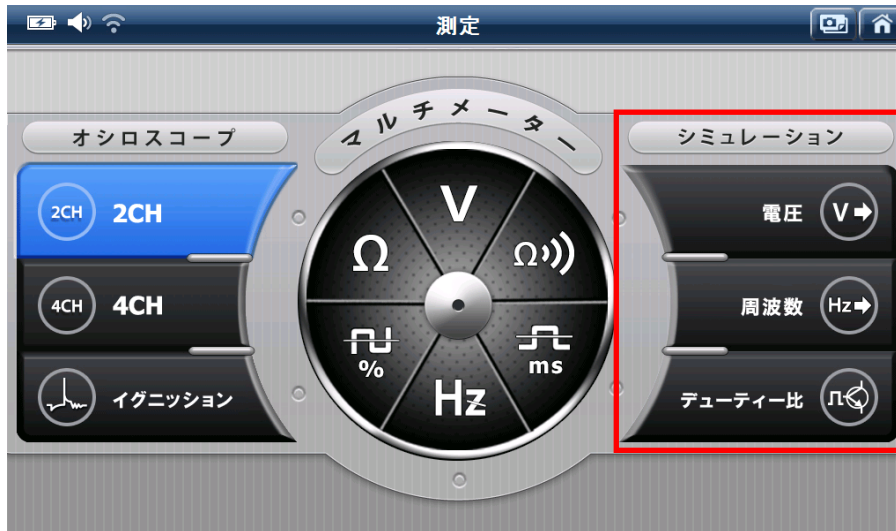 測定
オシロスコープ
2CH 2CH
4CH 4CH
イグニッション
マルチメーター
V
Ω
Ω
%
ms
Hz
シミュレーション
電圧 V
周波数 Hz
デューティー比